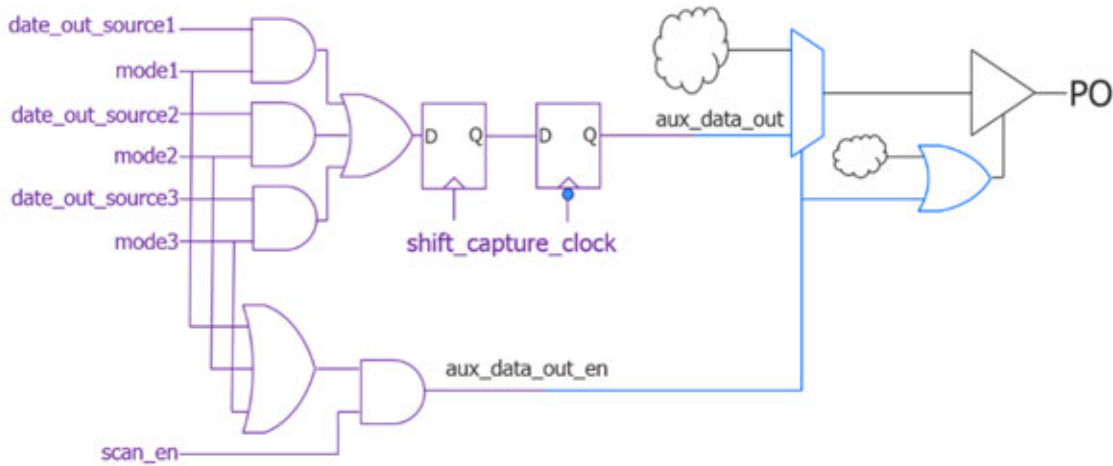 date_out_source1
mode1
date_out_source2
mode2
date_out_source3
mode3
D Q
D Q
shift_capture_clock
aux_data_out
PO
aux_data_out_en
scan_en